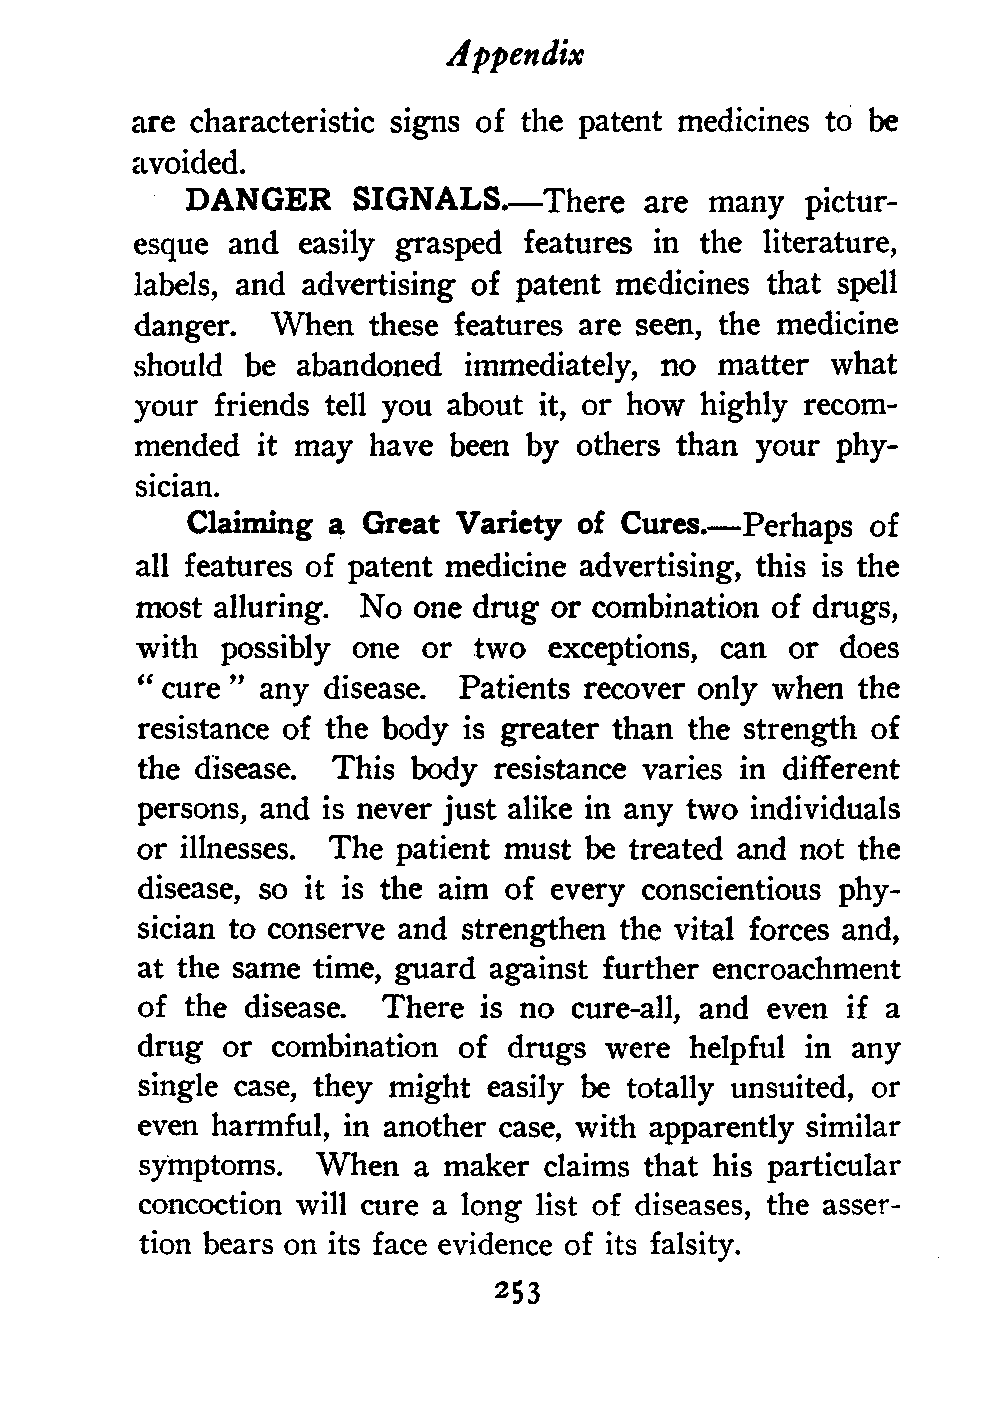 Appendix
are characteristic signs of the patent medicines to be
avoided.
DANGER SIGNALS.—There are many pictur-
esque and easily grasped features in the literature,
labels, and advertising of patent medicines that spell
danger. When these features are seen, the medicine
should be abandoned immediately, no matter what
your friends tell you about it, or how highly recom-
mended it may have been by others than your phy-
sician.
Claiming a Great Variety of Cures.—Perhaps of
all features of patent medicine advertising, this is the
most alluring. No one drug or combination of drugs,
with possibly one or two exceptions, can or does
“ cure ” any disease. Patients recover only when the
resistance of the body is greater than the strength of
the disease. This body resistance varies in different
persons, and is never just alike in any two individuals
or illnesses. The patient must be treated and not the
disease, so it is the aim of every conscientious phy-
sician to conserve and strengthen the vital forces and,
at the same time, guard against further encroachment
of the disease. There is no cure-all, and even if a
drug or combination of drugs were helpful in any
single case, they might easily be totally unsuited, or
even harmful, in another case, with apparently similar
symptoms. When a maker claims that his particular
concoction will cure a long list of diseases, the asser-
tion bears on its face evidence of its falsity.
253